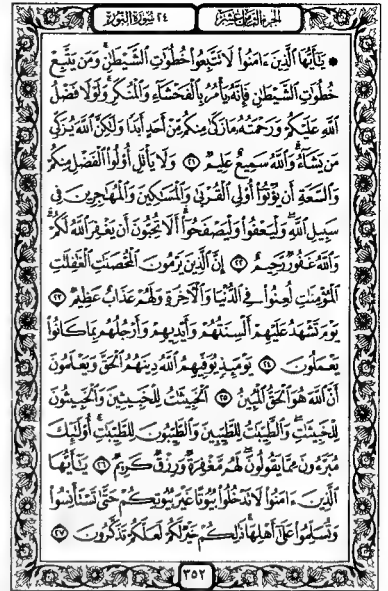 الجزء الثامن عشر ٢٤ سورة النور
۞ يَٰٓأَيُّهَا ٱلَّذِينَ ءَامَنُوا۟ لَا تَتَّبِعُوا۟ خُطُوَٰتِ ٱلشَّيْطَٰنِ ۚ وَمَن يَتَّبِعْ
خُطُوَٰتِ ٱلشَّيْطَٰنِ فَإِنَّهُۥ يَأْمُرُ بِٱلْفَحْشَآءِ وَٱلْمُنكَرِ ۚ وَلَوْلَا فَضْلُ
ٱللَّهِ عَلَيْكُمْ وَرَحْمَتُهُۥ مَا زَكَىٰ مِنكُم مِّنْ أَحَدٍ أَبَدًا وَلَٰكِنَّ ٱللَّهَ يُزَكِّى
مَن يَشَآءُ ۗ وَٱللَّهُ سَمِيعٌ عَلِيمٌ ٢١ وَلَا يَأْتَلِ أُو۟لُوا۟ ٱلْفَضْلِ مِنكُمْ
وَٱلسَّعَةِ أَن يُؤْتُوٓا۟ أُو۟لِى ٱلْقُرْبَىٰ وَٱلْمَسَٰكِينَ وَٱلْمُهَٰجِرِينَ فِى
سَبِيلِ ٱللَّهِ ۖ وَلْيَعْفُوا۟ وَلْيَصْفَحُوٓا۟ ۗ أَلَا تُحِبُّونَ أَن يَغْفِرَ ٱللَّهُ لَكُمْ ۗ
وَٱللَّهُ غَفُورٌ رَّحِيمٌ ٢٢ إِنَّ ٱلَّذِينَ يَرْمُونَ ٱلْمُحْصَنَٰتِ ٱلْغَٰفِلَٰتِ
ٱلْمُؤْمِنَٰتِ لُعِنُوا۟ فِى ٱلدُّنْيَا وَٱلْءَاخِرَةِ وَلَهُمْ عَذَابٌ عَظِيمٌ ٢٣
يَوْمَ تَشْهَدُ عَلَيْهِمْ أَلْسِنَتُهُمْ وَأَيْدِيهِمْ وَأَرْجُلُهُم بِمَا كَانُوا۟
يَعْمَلُونَ ٢٤ يَوْمَئِذٍ يُوَفِّيهِمُ ٱللَّهُ دِينَهُمُ ٱلْحَقَّ وَيَعْلَمُونَ
أَنَّ ٱللَّهَ هُوَ ٱلْحَقُّ ٱلْمُبِينُ ٢٥ ٱلْخَبِيثَٰتُ لِلْخَبِيثِينَ وَٱلْخَبِيثُونَ
لِلْخَبِيثَٰتِ ۖ وَٱلطَّيِّبَٰتُ لِلطَّيِّبِينَ وَٱلطَّيِّبُونَ لِلطَّيِّبَٰتِ ۚ أُو۟لَٰٓئِكَ
مُبَرَّءُونَ مِمَّا يَقُولُونَ ۖ لَهُم مَّغْفِرَةٌ وَرِزْقٌ كَرِيمٌ ٢٦ يَٰٓأَيُّهَا
ٱلَّذِينَ ءَامَنُوا۟ لَا تَدْخُلُوا۟ بُيُوتًا غَيْرَ بُيُوتِكُمْ حَتَّىٰ تَسْتَأْنِسُوا۟
وَتُسَلِّمُوا۟ عَلَىٰٓ أَهْلِهَا ۚ ذَٰلِكُمْ خَيْرٌ لَّكُمْ لَعَلَّكُمْ تَذَكَّرُونَ ٢٧
٣٥٢